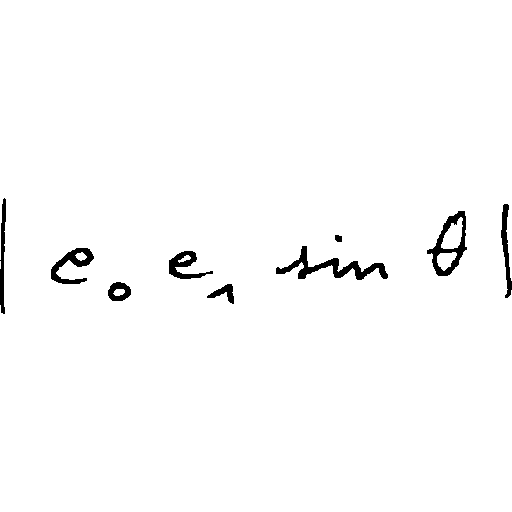 |e₀ e₁ sin θ|